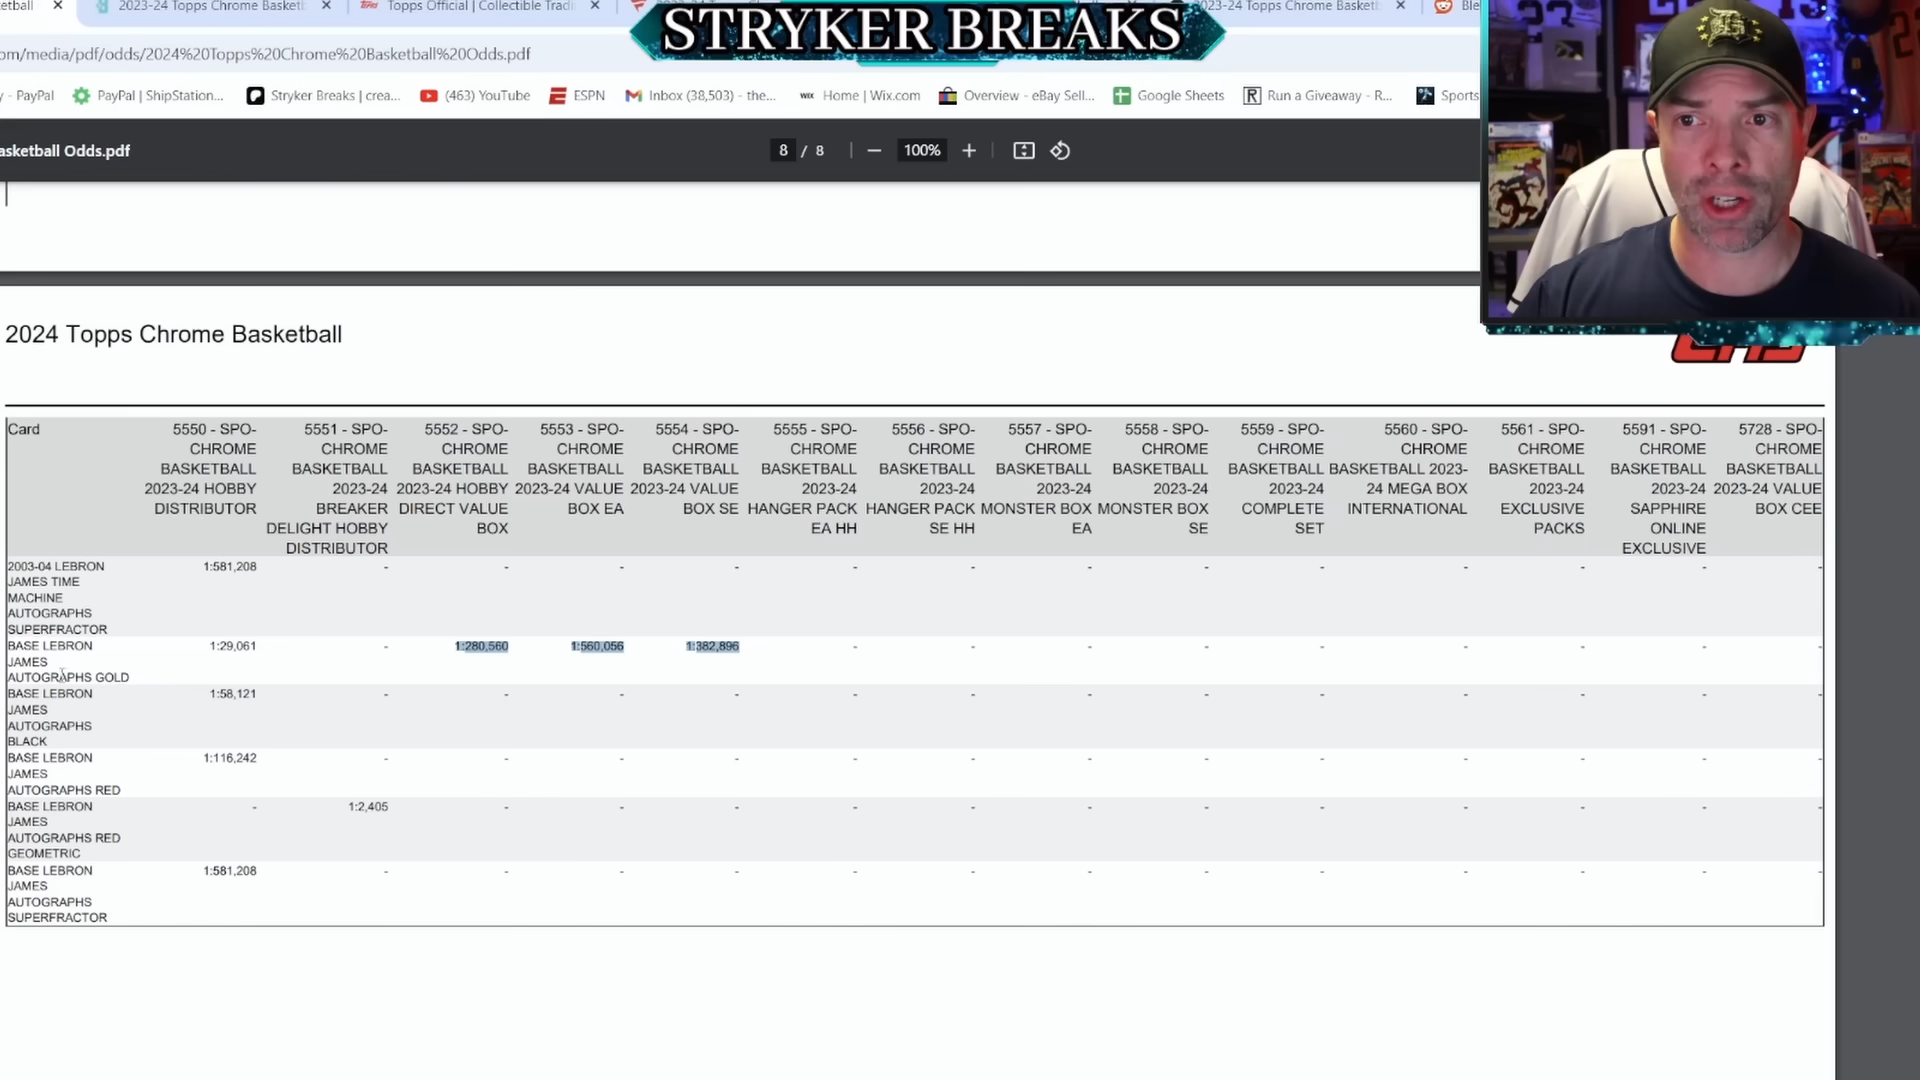 etball
2023-24 Topps Chrome Basketb
Topps Official | Collectible Tradi
2023-24 Topps Chrome Basketb
Ble
STRYKER BREAKS
om/media/pdf/odds/2024%20Topps%20Chrome%20Basketball%20Odds.pdf
y - PayPal
PayPal | ShipStation...
Stryker Breaks | crea...
(463) YouTube
ESPN
Inbox (38,503) - the...
WIX Home | Wix.com
Overview - eBay Sell...
Google Sheets
R Run a Giveaway - R...
Sports
asketball Odds.pdf
8 / 8
100%
2024 Topps Chrome Basketball
Card
5550 - SPO-
CHROME
BASKETBALL
2023-24 HOBBY
DISTRIBUTOR
5551 - SPO-
CHROME
BASKETBALL
2023-24
BREAKER
DELIGHT HOBBY
DISTRIBUTOR
5552 - SPO-
CHROME
BASKETBALL
2023-24 HOBBY
DIRECT VALUE
BOX
5553 - SPO-
CHROME
BASKETBALL
2023-24 VALUE
BOX EA
5554 - SPO-
CHROME
BASKETBALL
2023-24 VALUE
BOX SE
5555 - SPO-
CHROME
BASKETBALL
2023-24
HANGER PACK
EA HH
5556 - SPO-
CHROME
BASKETBALL
2023-24
HANGER PACK
SE HH
5557 - SPO-
CHROME
BASKETBALL
2023-24
MONSTER BOX
EA
5558 - SPO-
CHROME
BASKETBALL
2023-24
MONSTER BOX
SE
5559 - SPO-
CHROME
BASKETBALL
2023-24
COMPLETE
SET
5560 - SPO-
CHROME
BASKETBALL 2023-
24 MEGA BOX
INTERNATIONAL
5561 - SPO-
CHROME
BASKETBALL
2023-24
EXCLUSIVE
PACKS
5591 - SPO-
CHROME
BASKETBALL
2023-24
SAPPHIRE
ONLINE
EXCLUSIVE
5728 - SPO-
CHROME
BASKETBALL
2023-24 VALUE
BOX CEE
2003-04 LEBRON 1:581,208 - - - - - - - - - - - - -
JAMES TIME
MACHINE
AUTOGRAPHS
SUPERFRACTOR
BASE LEBRON 1:29,061 - 1:280,560 1:560,056 1:382,896 - - - - - - - - -
JAMES
AUTOGRAPHS GOLD
BASE LEBRON 1:58,121 - - - - - - - - - - - - -
JAMES
AUTOGRAPHS
BLACK
BASE LEBRON 1:116,242 - - - - - - - - - - - - -
JAMES
AUTOGRAPHS RED
BASE LEBRON - 1:2,405 - - - - - - - - - - - -
JAMES
AUTOGRAPHS RED
GEOMETRIC
BASE LEBRON 1:581,208 - - - - - - - - - - - - -
JAMES
AUTOGRAPHS
SUPERFRACTOR